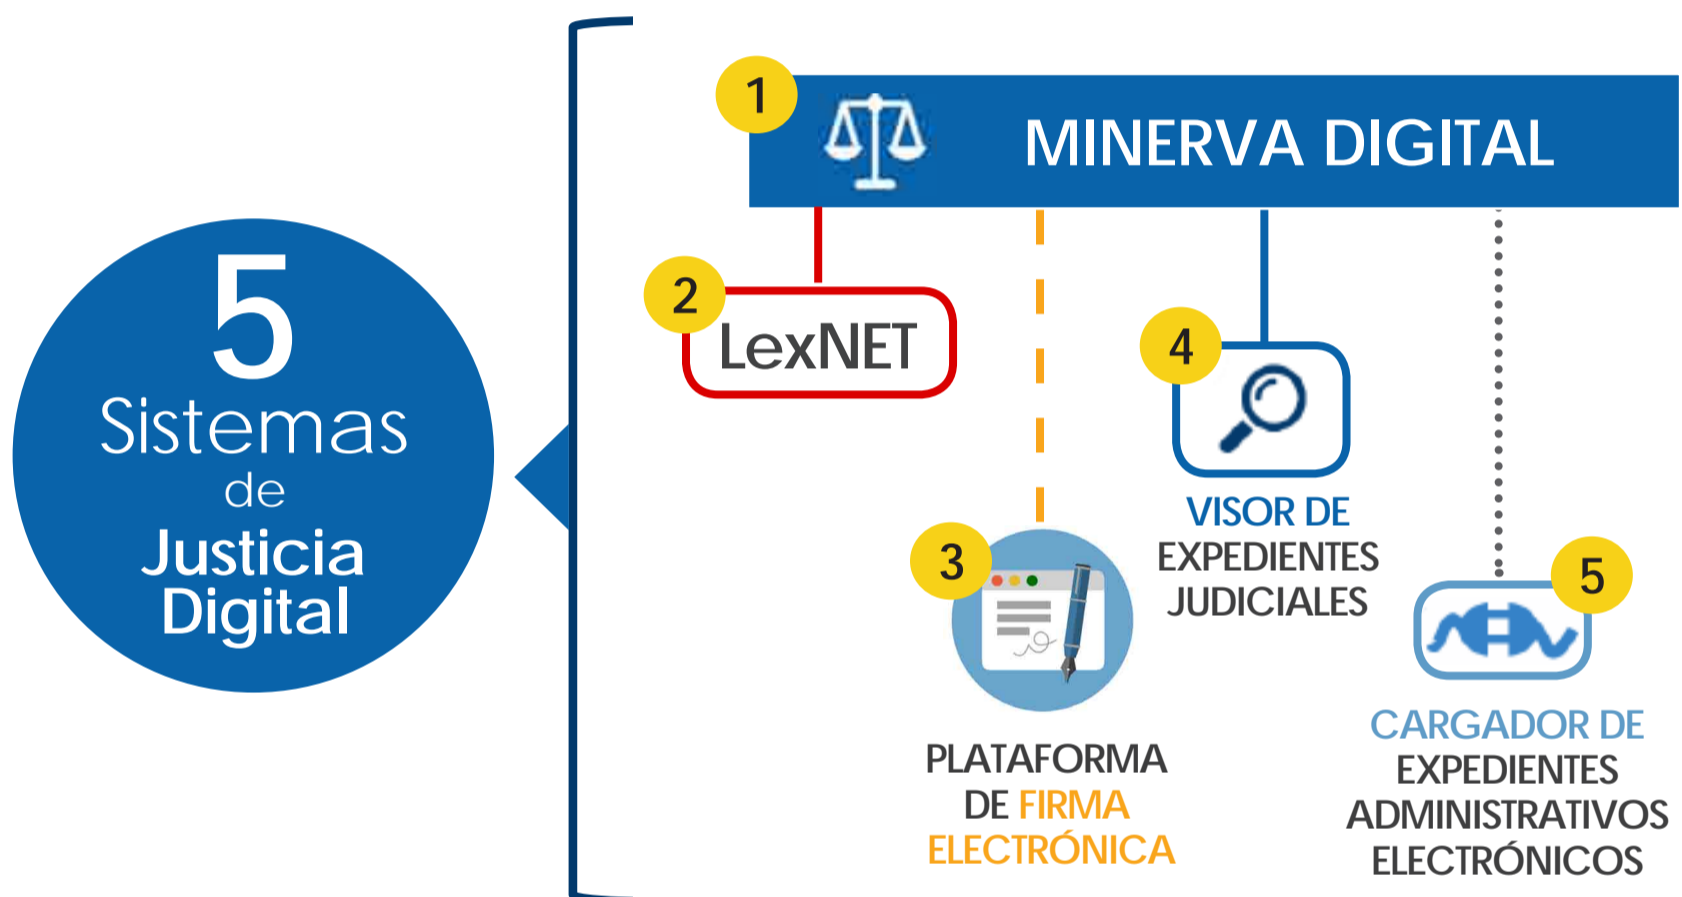 5
Sistemas
de
Justicia
Digital
1
MINERVA DIGITAL
2
LexNET
3
PLATAFORMA
DE FIRMA
ELECTRÓNICA
4
VISOR DE
EXPEDIENTES
JUDICIALES
5
CARGADOR DE
EXPEDIENTES
ADMINISTRATIVOS
ELECTRÓNICOS